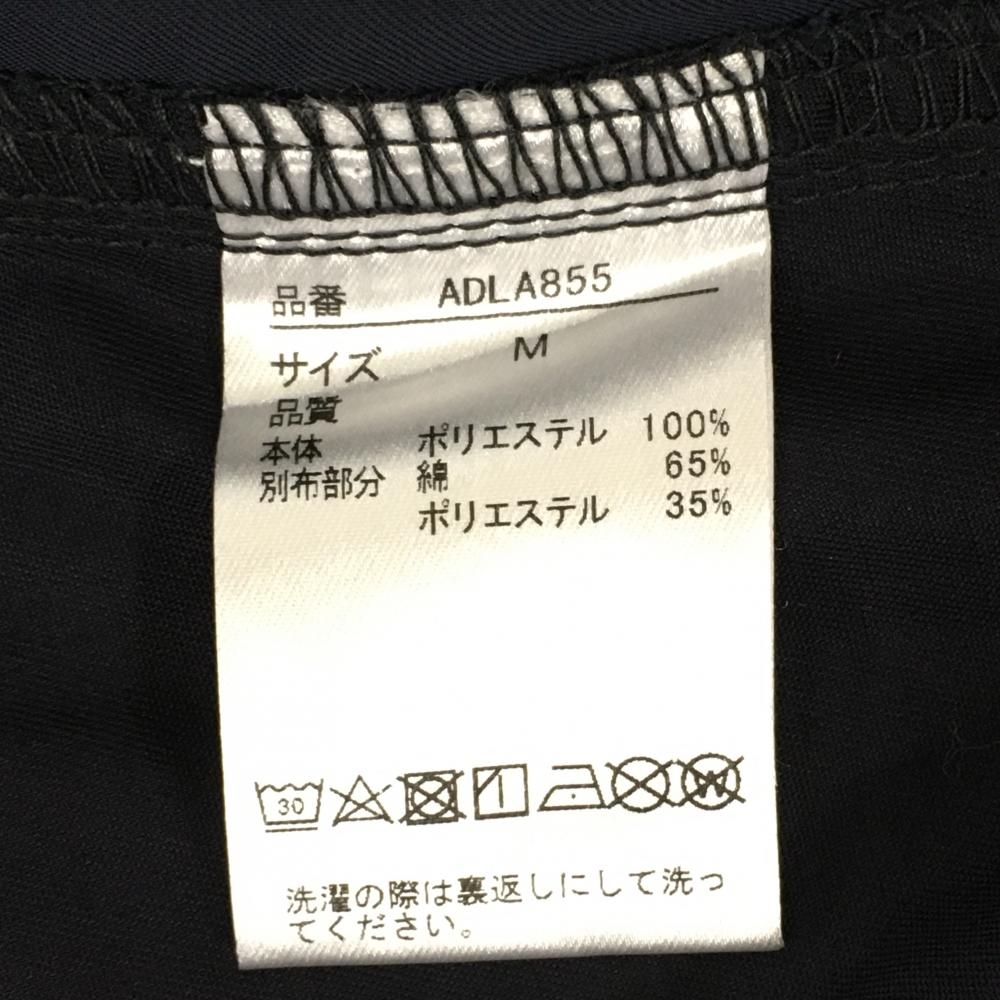 品番 ADLA855
サイズ M
品質
本体 ポリエステル 100%
別布部分 綿 65%
ポリエステル 35%
30 W
洗濯の際は裏返しにして洗っ
てください。